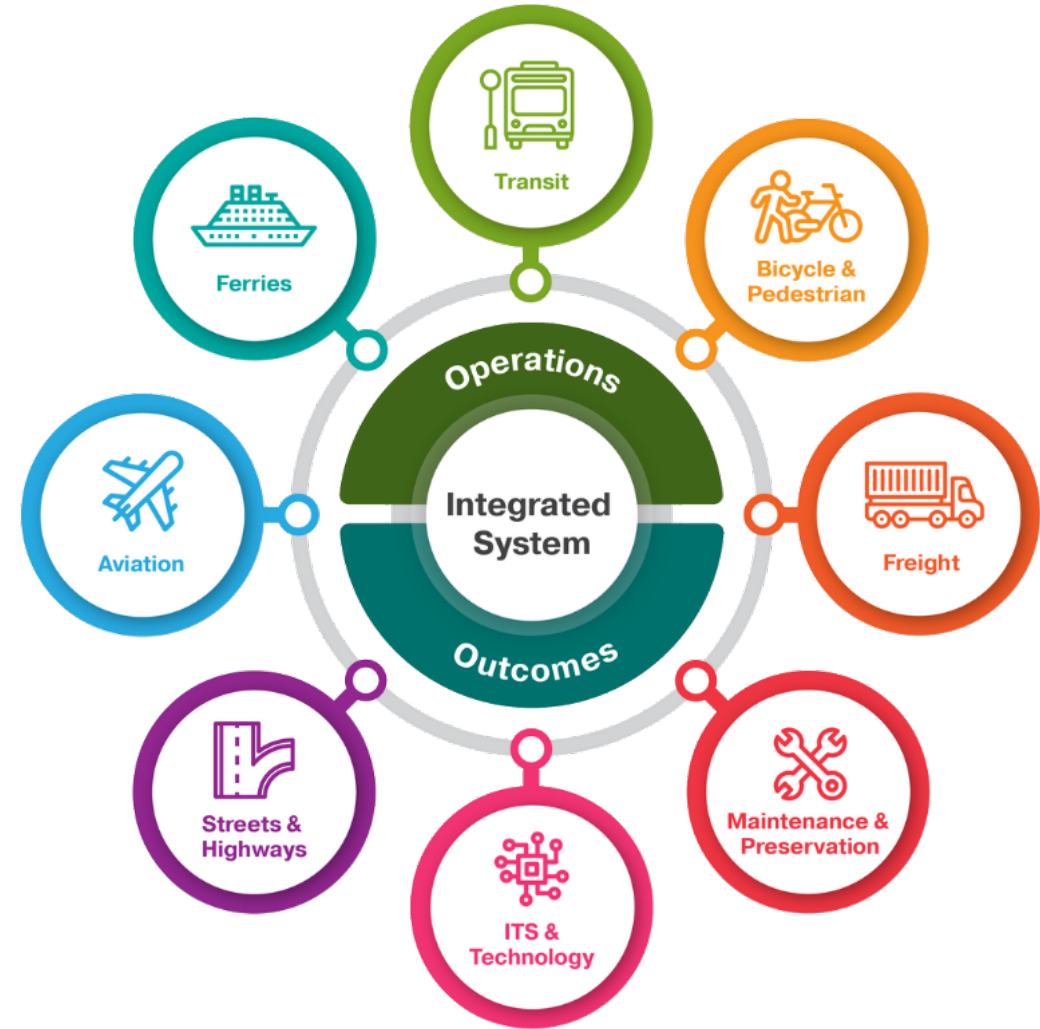 Transit
Bicycle &
Pedestrian
Freight
Maintenance &
Preservation
ITS &
Technology
Streets &
Highways
Aviation
Ferries
Operations
Integrated
System
Outcomes